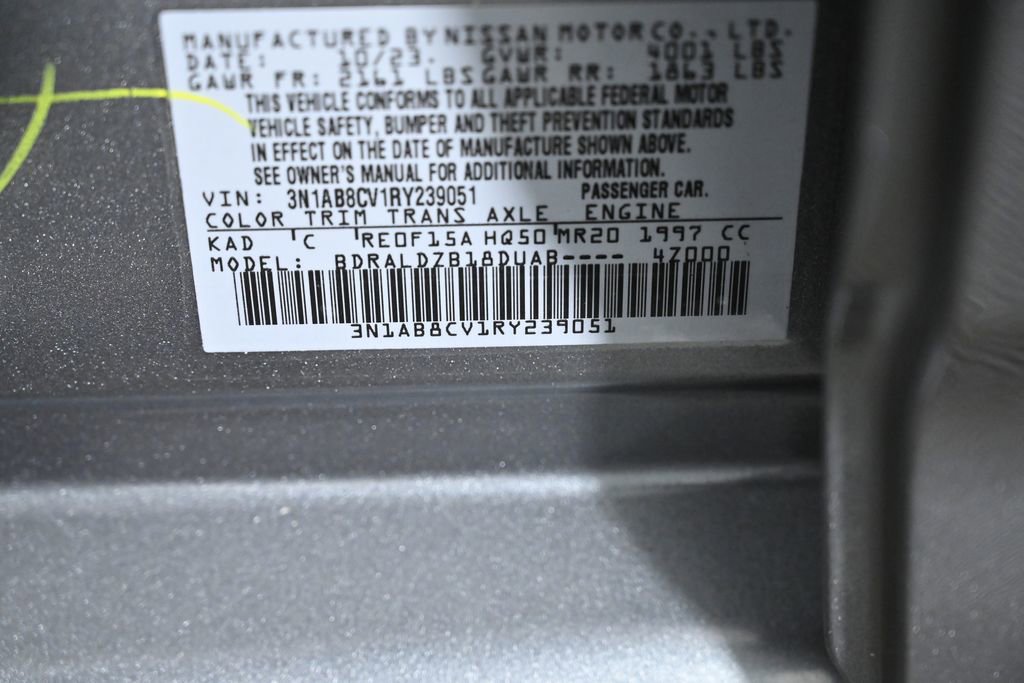 MANUFACTURED BY NISSAN MOTOR CO., LTD.
DATE: 10/23. GVWR: 4001 LBS
GAWR FR: 2161 LBS GAWR RR: 1863 LBS
THIS VEHICLE CONFORMS TO ALL APPLICABLE FEDERAL MOTOR
VEHICLE SAFETY, BUMPER AND THEFT PREVENTION STANDARDS
IN EFFECT ON THE DATE OF MANUFACTURE SHOWN ABOVE.
SEE OWNER'S MANUAL FOR ADDITIONAL INFORMATION.
VIN: 3N1AB8CV1RY239051 PASSENGER CAR.
COLOR TRIM TRANS AXLE ENGINE
KAD C RE0F15A HQ50 MR20 1997 CC
MODEL: BDRALDZB18DUAB---- 4Z000
3N1AB8CV1RY239051